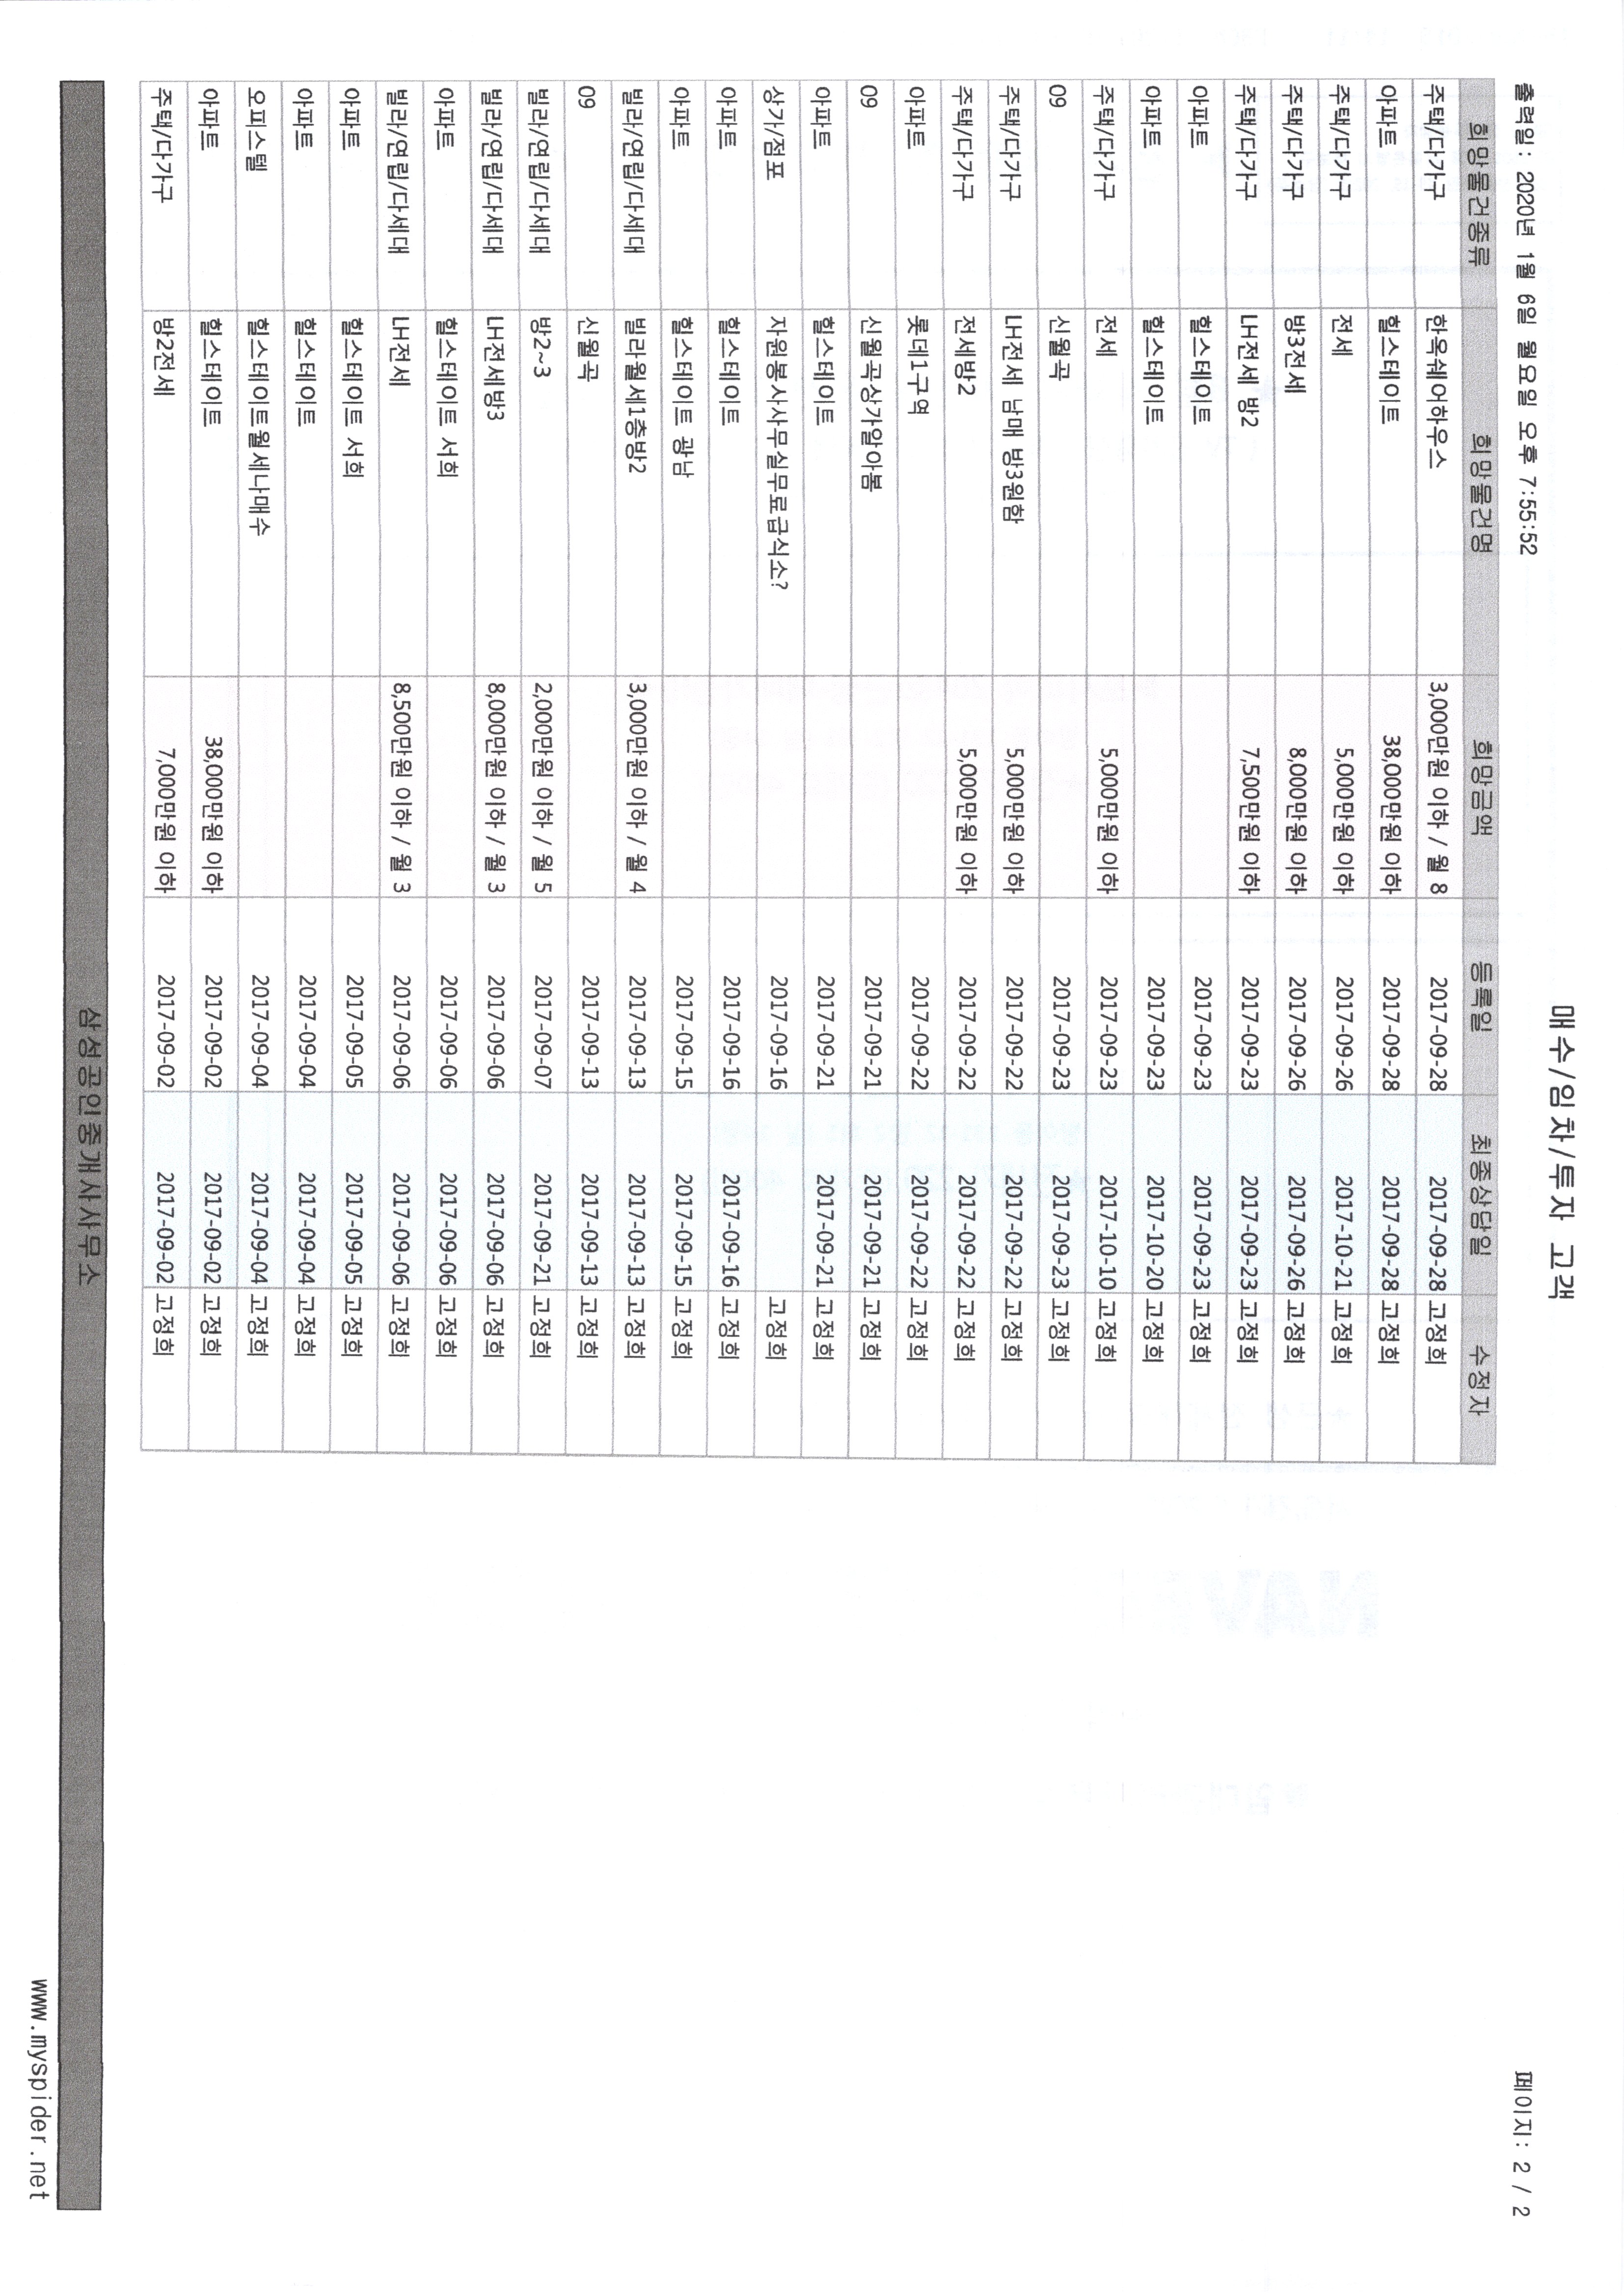 매수/임차/투자 고객
출력일: 2020년 1월 6일 월요일 오후 7:55:52
페이지: 2 / 2
희망물건종류 희망물건명 희망금액 등록일 최종상담일 수정자
주택/다가구 한옥쉐어하우스 3,000만원 이하 / 월 8 2017-09-28 2017-09-28 고정희
아파트 힐스테이트 38,000만원 이하 2017-09-28 2017-09-28 고정희
주택/다가구 전세 5,000만원 이하 2017-09-26 2017-10-21 고정희
주택/다가구 방3전세 8,000만원 이하 2017-09-26 2017-09-26 고정희
주택/다가구 LH전세 방2 7,500만원 이하 2017-09-23 2017-09-23 고정희
아파트 힐스테이트 2017-09-23 2017-09-23 고정희
아파트 힐스테이트 2017-09-23 2017-10-20 고정희
주택/다가구 전세 5,000만원 이하 2017-09-23 2017-10-10 고정희
09 신월곡 2017-09-23 2017-09-23 고정희
주택/다가구 LH전세 남매 방3원함 5,000만원 이하 2017-09-22 2017-09-22 고정희
주택/다가구 전세방2 5,000만원 이하 2017-09-22 2017-09-22 고정희
아파트 롯데1구역 2017-09-22 2017-09-22 고정희
09 신월곡상가알아봄 2017-09-21 2017-09-21 고정희
아파트 힐스테이트 2017-09-21 2017-09-21 고정희
상가/점포 자원봉사사무실무료급식소? 2017-09-16 고정희
아파트 힐스테이트 2017-09-16 2017-09-16 고정희
아파트 힐스테이트 광남 2017-09-15 2017-09-15 고정희
빌라/연립/다세대 빌라월세1층방2 3,000만원 이하 / 월 4 2017-09-13 2017-09-13 고정희
09 신월곡 2017-09-13 2017-09-13 고정희
빌라/연립/다세대 방2~3 2,000만원 이하 / 월 5 2017-09-07 2017-09-21 고정희
빌라/연립/다세대 LH전세방3 8,000만원 이하 / 월 3 2017-09-06 2017-09-06 고정희
아파트 힐스테이트 서희 2017-09-06 2017-09-06 고정희
빌라/연립/다세대 LH전세 8,500만원 이하 / 월 3 2017-09-06 2017-09-06 고정희
아파트 힐스테이트 서희 2017-09-05 2017-09-05 고정희
아파트 힐스테이트 2017-09-04 2017-09-04 고정희
오피스텔 힐스테이트월세나매수 2017-09-04 2017-09-04 고정희
아파트 힐스테이트 38,000만원 이하 2017-09-02 2017-09-02 고정희
주택/다가구 방2전세 7,000만원 이하 2017-09-02 2017-09-02 고정희
삼성공인중개사사무소
www.myspider.net